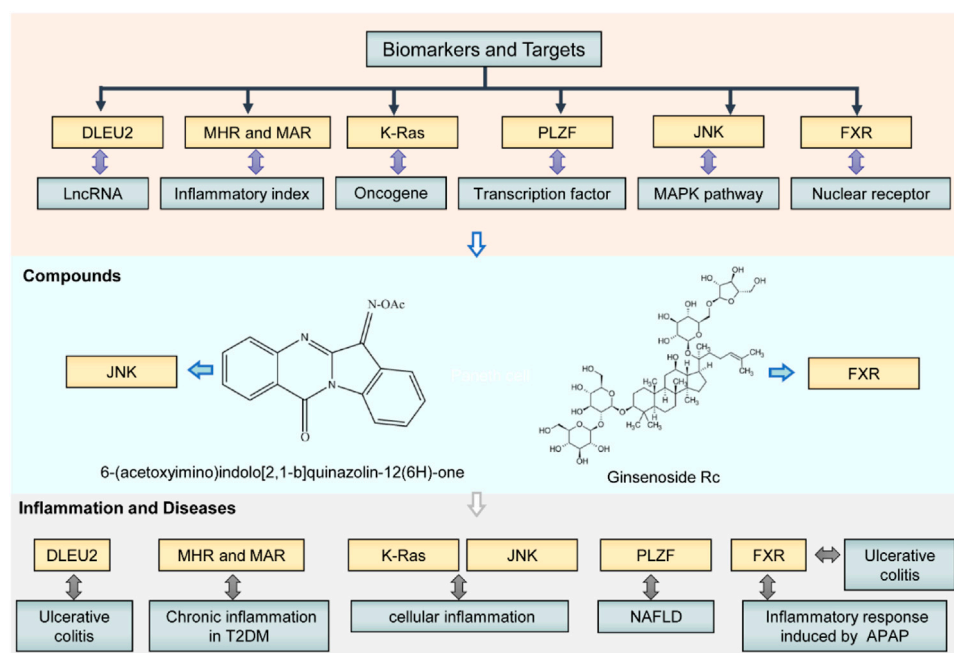 Biomarkers and Targets
DLEU2
MHR and MAR
K-Ras
PLZF
JNK
FXR
LncRNA
Inflammatory index
Oncogene
Transcription factor
MAPK pathway
Nuclear receptor
Compounds
JNK
N-OAc
N
N
O
6-(acetoxyimino)indolo[2,1-b]quinazolin-12(6H)-one
Ginsenoside Rc
FXR
Inflammation and Diseases
DLEU2
MHR and MAR
K-Ras
JNK
PLZF
FXR
Ulcerative
colitis
Ulcerative
colitis
Chronic inflammation
in T2DM
cellular inflammation
NAFLD
Inflammatory response
induced by APAP